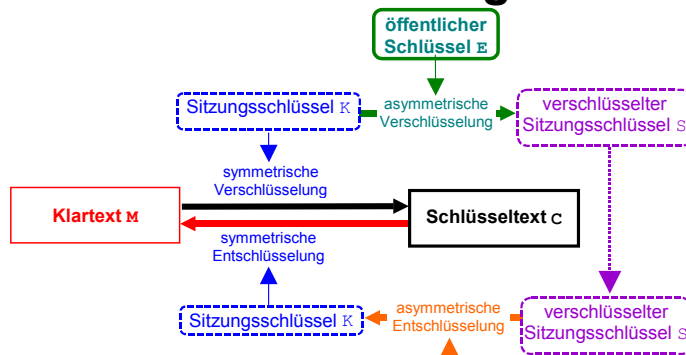 öffentlicher
Schlüssel E
Sitzungsschlüssel K
asymmetrische
Verschlüsselung
verschlüsselter
Sitzungsschlüssel S
symmetrische
Verschlüsselung
Klartext M
Schlüsseltext C
symmetrische
Entschlüsselung
Sitzungsschlüssel K
asymmetrische
Entschlüsselung
verschlüsselter
Sitzungsschlüssel S